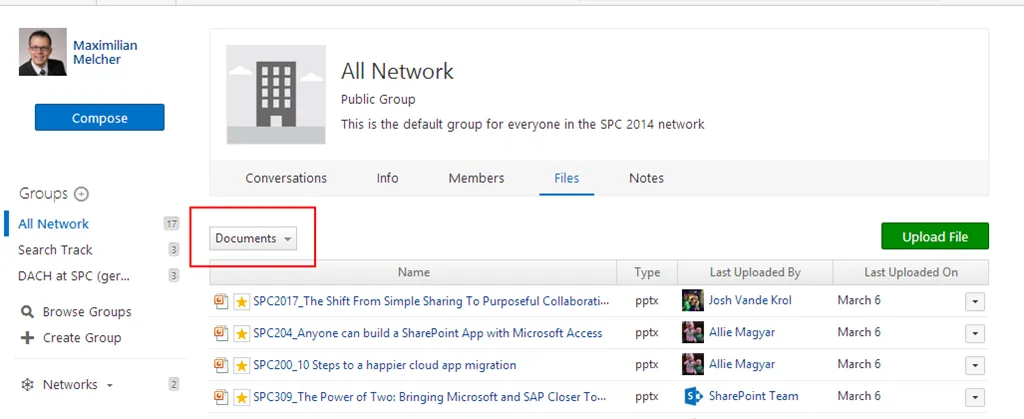 Maximilian
Melcher
Compose
All Network
Public Group
This is the default group for everyone in the SPC 2014 network
Conversations Info Members Files Notes
Groups
All Network 17
Search Track 3
DACH at SPC (ger... 3
Browse Groups
Create Group
Networks 2
Documents
Upload File
Name Type Last Uploaded By Last Uploaded On
SPC2017_The Shift From Simple Sharing To Purposeful Collaborati... pptx Josh Vande Krol March 6
SPC204_Anyone can build a SharePoint App with Microsoft Access pptx Allie Magyar March 6
SPC200_10 Steps to a happier cloud app migration pptx Allie Magyar March 6
SPC309_The Power of Two: Bringing Microsoft and SAP Closer To... pptx SharePoint Team March 6